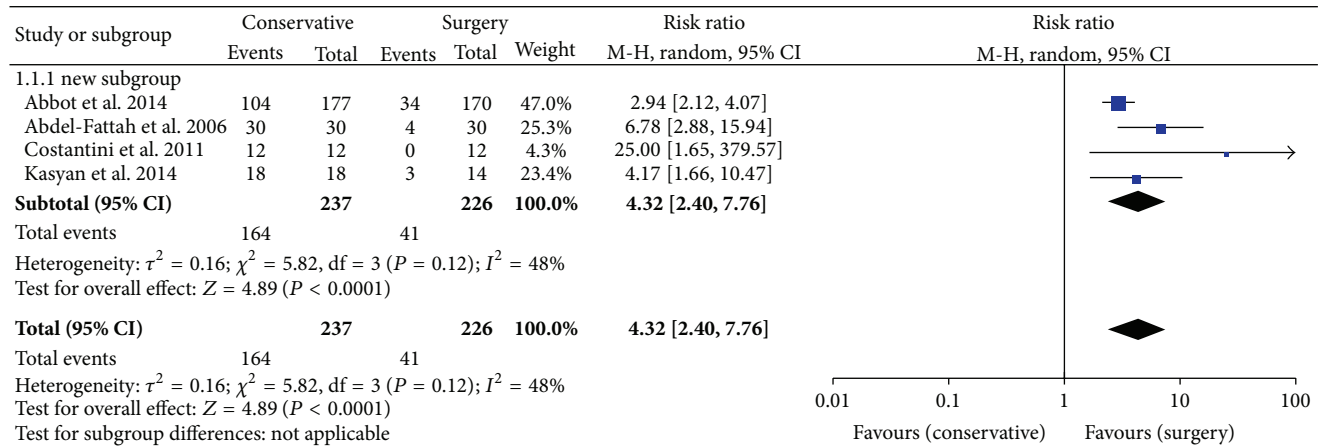 Study or subgroup Conservative Surgery Weight Risk ratio Risk ratio
Events Total Events Total M-H, random, 95% CI M-H, random, 95% CI
1.1.1 new subgroup
Abbot et al. 2014 104 177 34 170 47.0% 2.94 [2.12, 4.07]
Abdel-Fattah et al. 2006 30 30 4 30 25.3% 6.78 [2.88, 15.94]
Costantini et al. 2011 12 12 0 12 4.3% 25.00 [1.65, 379.57]
Kasyan et al. 2014 18 18 3 14 23.4% 4.17 [1.66, 10.47]
Subtotal (95% CI) 237 226 100.0% 4.32 [2.40, 7.76]
Total events 164 41
Heterogeneity: τ² = 0.16; χ² = 5.82, df = 3 (P = 0.12); I² = 48%
Test for overall effect: Z = 4.89 (P < 0.0001)
Total (95% CI) 237 226 100.0% 4.32 [2.40, 7.76]
Total events 164 41
Heterogeneity: τ² = 0.16; χ² = 5.82, df = 3 (P = 0.12); I² = 48%
Test for overall effect: Z = 4.89 (P < 0.0001)
Test for subgroup differences: not applicable
0.01 0.1 1 10 100
Favours (conservative) Favours (surgery)